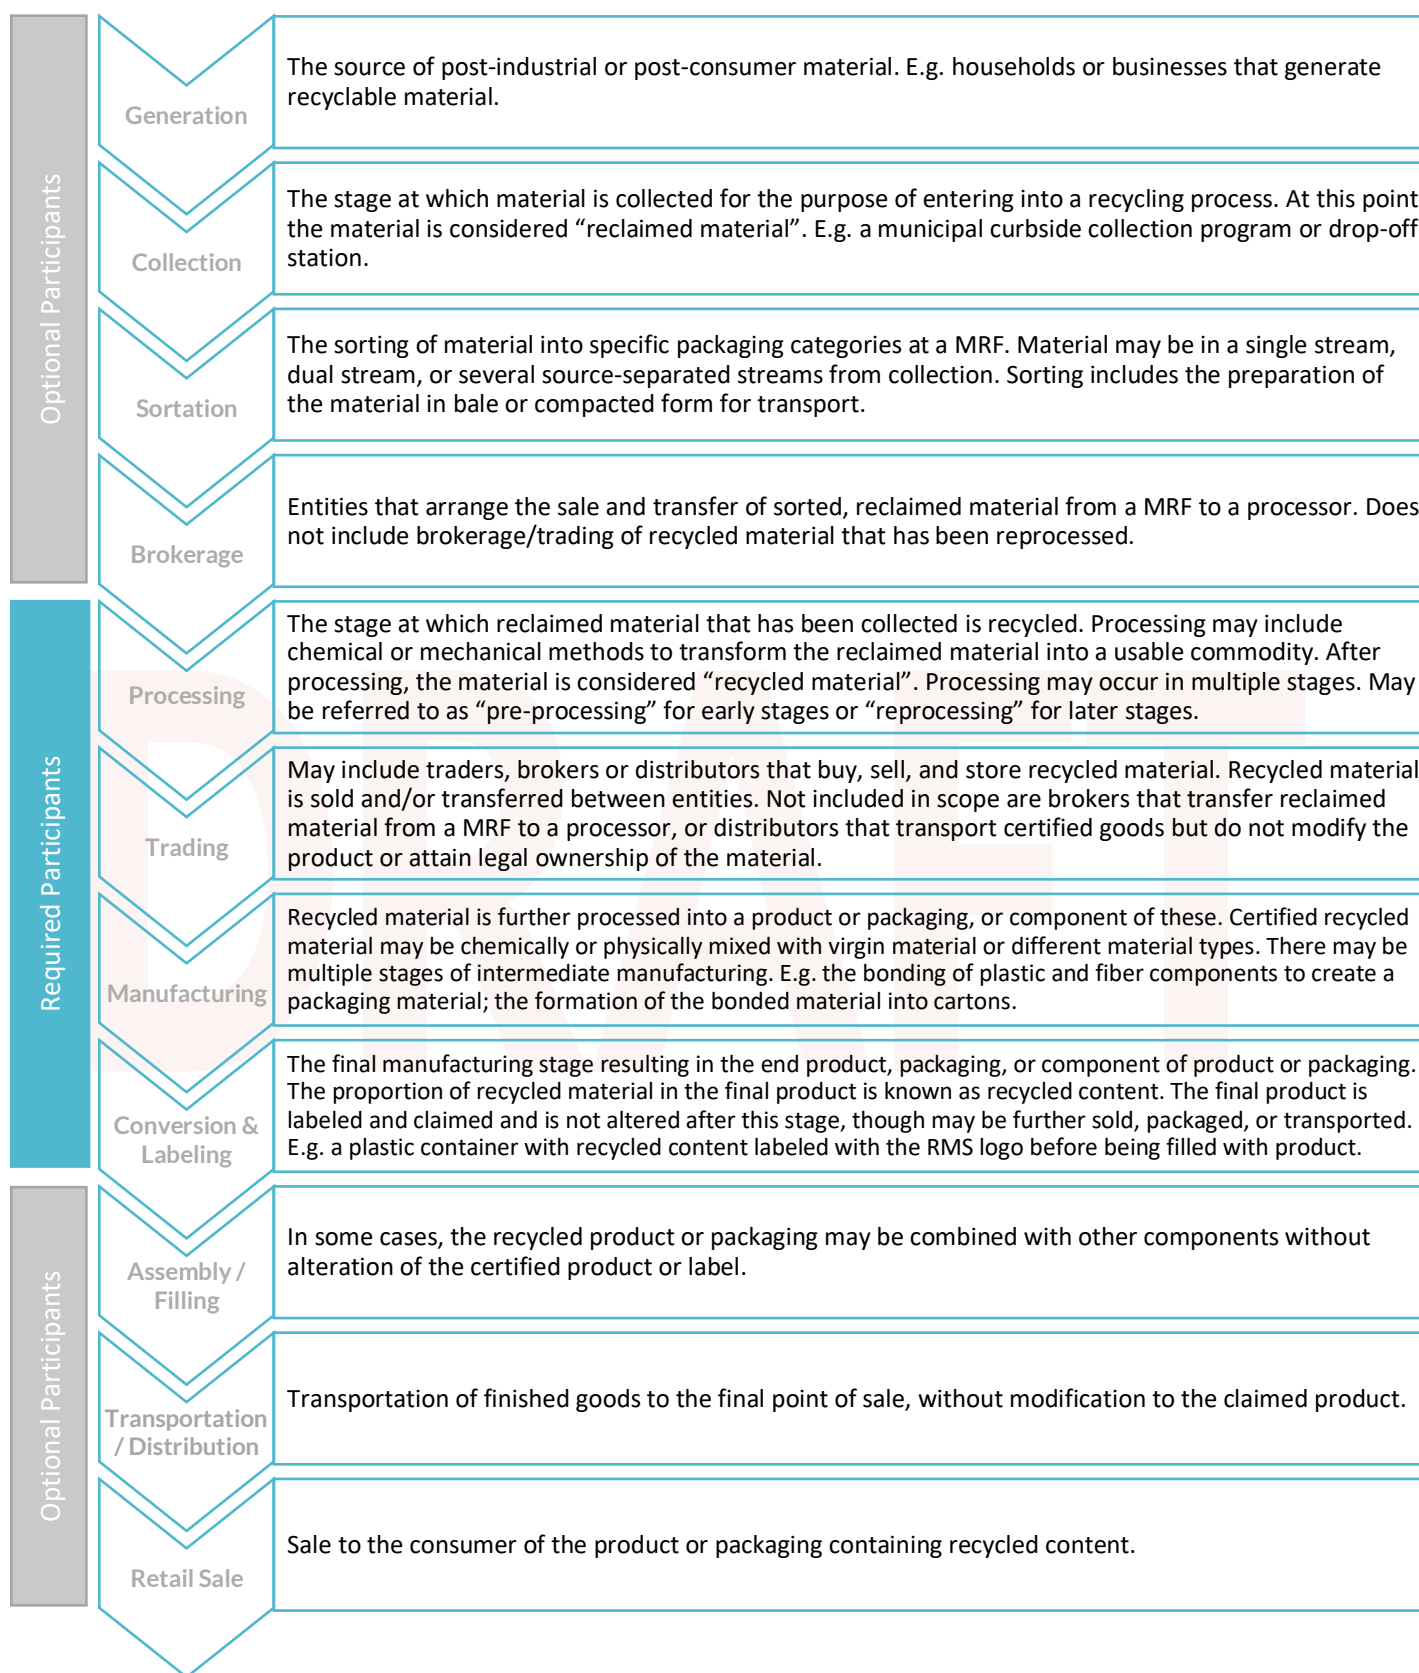 Optional Participants
Generation
The source of post-industrial or post-consumer material. E.g. households or businesses that generate
recyclable material.
Collection
The stage at which material is collected for the purpose of entering into a recycling process. At this point
the material is considered “reclaimed material”. E.g. a municipal curbside collection program or drop-off
station.
Sortation
The sorting of material into specific packaging categories at a MRF. Material may be in a single stream,
dual stream, or several source-separated streams from collection. Sorting includes the preparation of
the material in bale or compacted form for transport.
Brokerage
Entities that arrange the sale and transfer of sorted, reclaimed material from a MRF to a processor. Does
not include brokerage/trading of recycled material that has been reprocessed.
Required Participants
Processing
The stage at which reclaimed material that has been collected is recycled. Processing may include
chemical or mechanical methods to transform the reclaimed material into a usable commodity. After
processing, the material is considered “recycled material”. Processing may occur in multiple stages. May
be referred to as “pre-processing” for early stages or “reprocessing” for later stages.
Trading
May include traders, brokers or distributors that buy, sell, and store recycled material. Recycled material
is sold and/or transferred between entities. Not included in scope are brokers that transfer reclaimed
material from a MRF to a processor, or distributors that transport certified goods but do not modify the
product or attain legal ownership of the material.
Manufacturing
Recycled material is further processed into a product or packaging, or component of these. Certified recycled
material may be chemically or physically mixed with virgin material or different material types. There may be
multiple stages of intermediate manufacturing. E.g. the bonding of plastic and fiber components to create a
packaging material; the formation of the bonded material into cartons.
Conversion &
Labeling
The final manufacturing stage resulting in the end product, packaging, or component of product or packaging.
The proportion of recycled material in the final product is known as recycled content. The final product is
labeled and claimed and is not altered after this stage, though may be further sold, packaged, or transported.
E.g. a plastic container with recycled content labeled with the RMS logo before being filled with product.
Optional Participants
Assembly /
Filling
In some cases, the recycled product or packaging may be combined with other components without
alteration of the certified product or label.
Transportation
/ Distribution
Transportation of finished goods to the final point of sale, without modification to the claimed product.
Retail Sale
Sale to the consumer of the product or packaging containing recycled content.
DRAFT